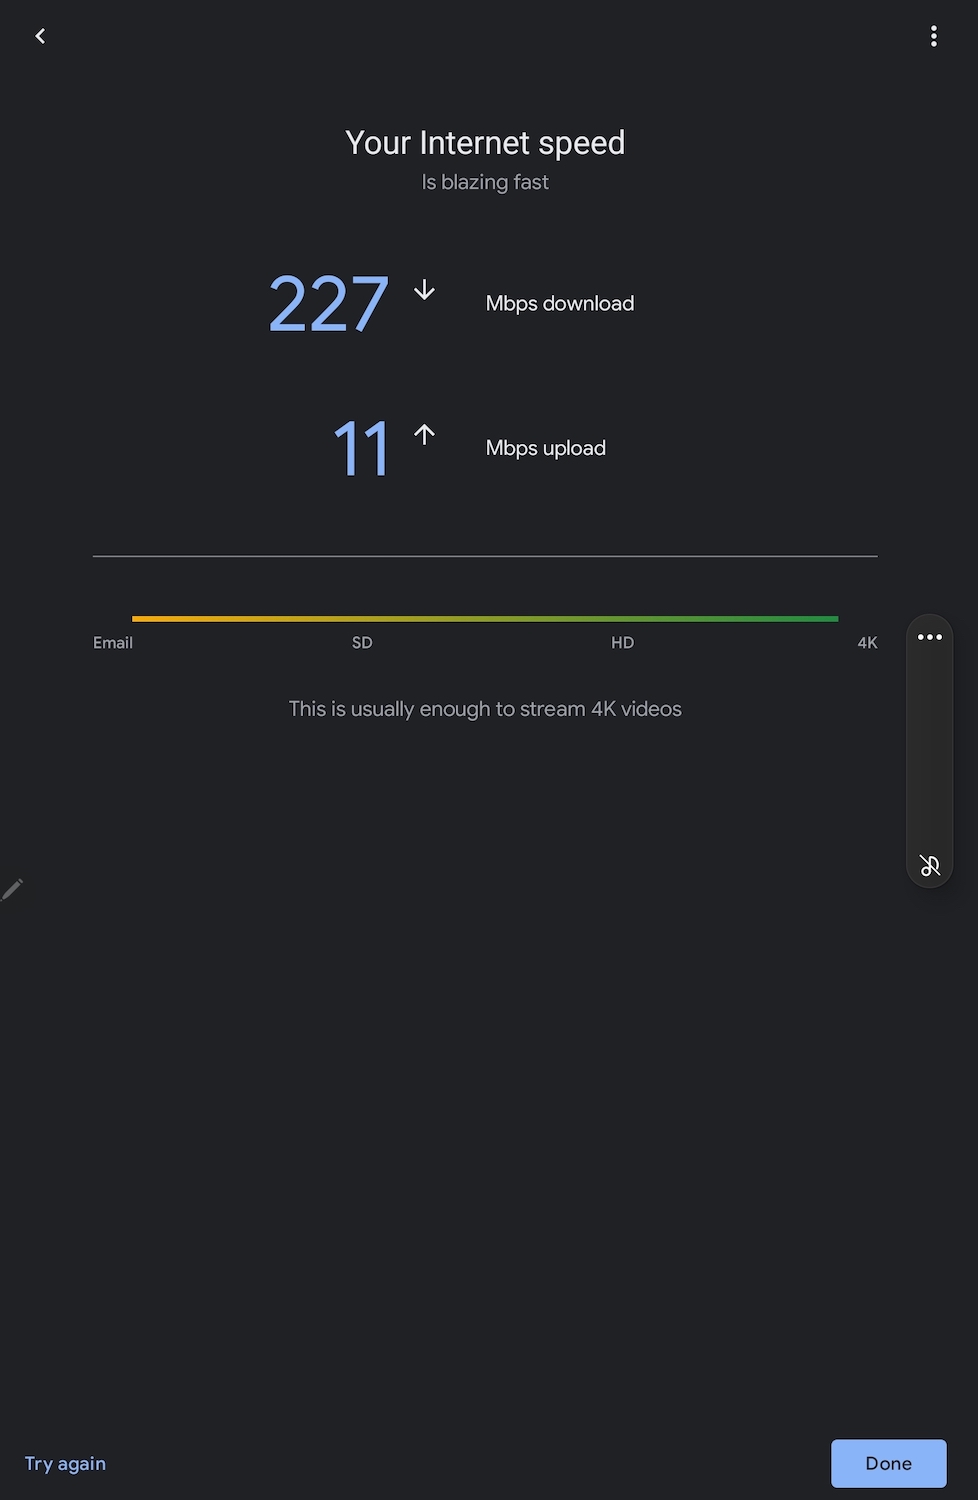 Your Internet speed
Is blazing fast
227 Mbps download
11 Mbps upload
Email SD HD 4K
This is usually enough to stream 4K videos
Try again Done